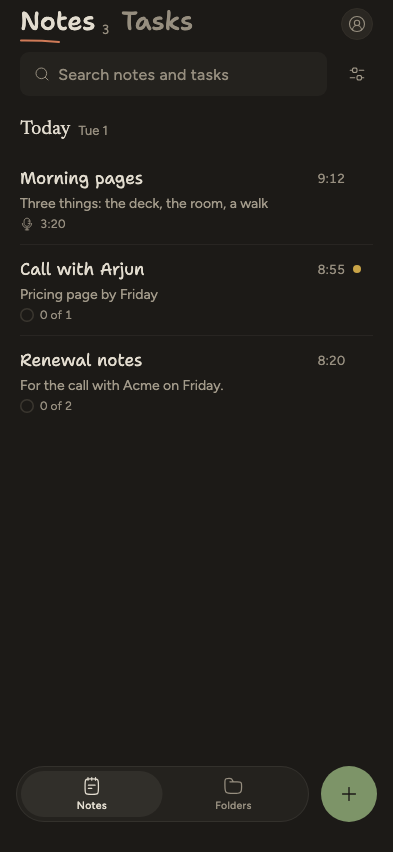 Notes 3 Tasks
Search notes and tasks
Today Tue 1
Morning pages 9:12
Three things: the deck, the room, a walk
3:20
Call with Arjun 8:55
Pricing page by Friday
0 of 1
Renewal notes 8:20
For the call with Acme on Friday.
0 of 2
Notes Folders